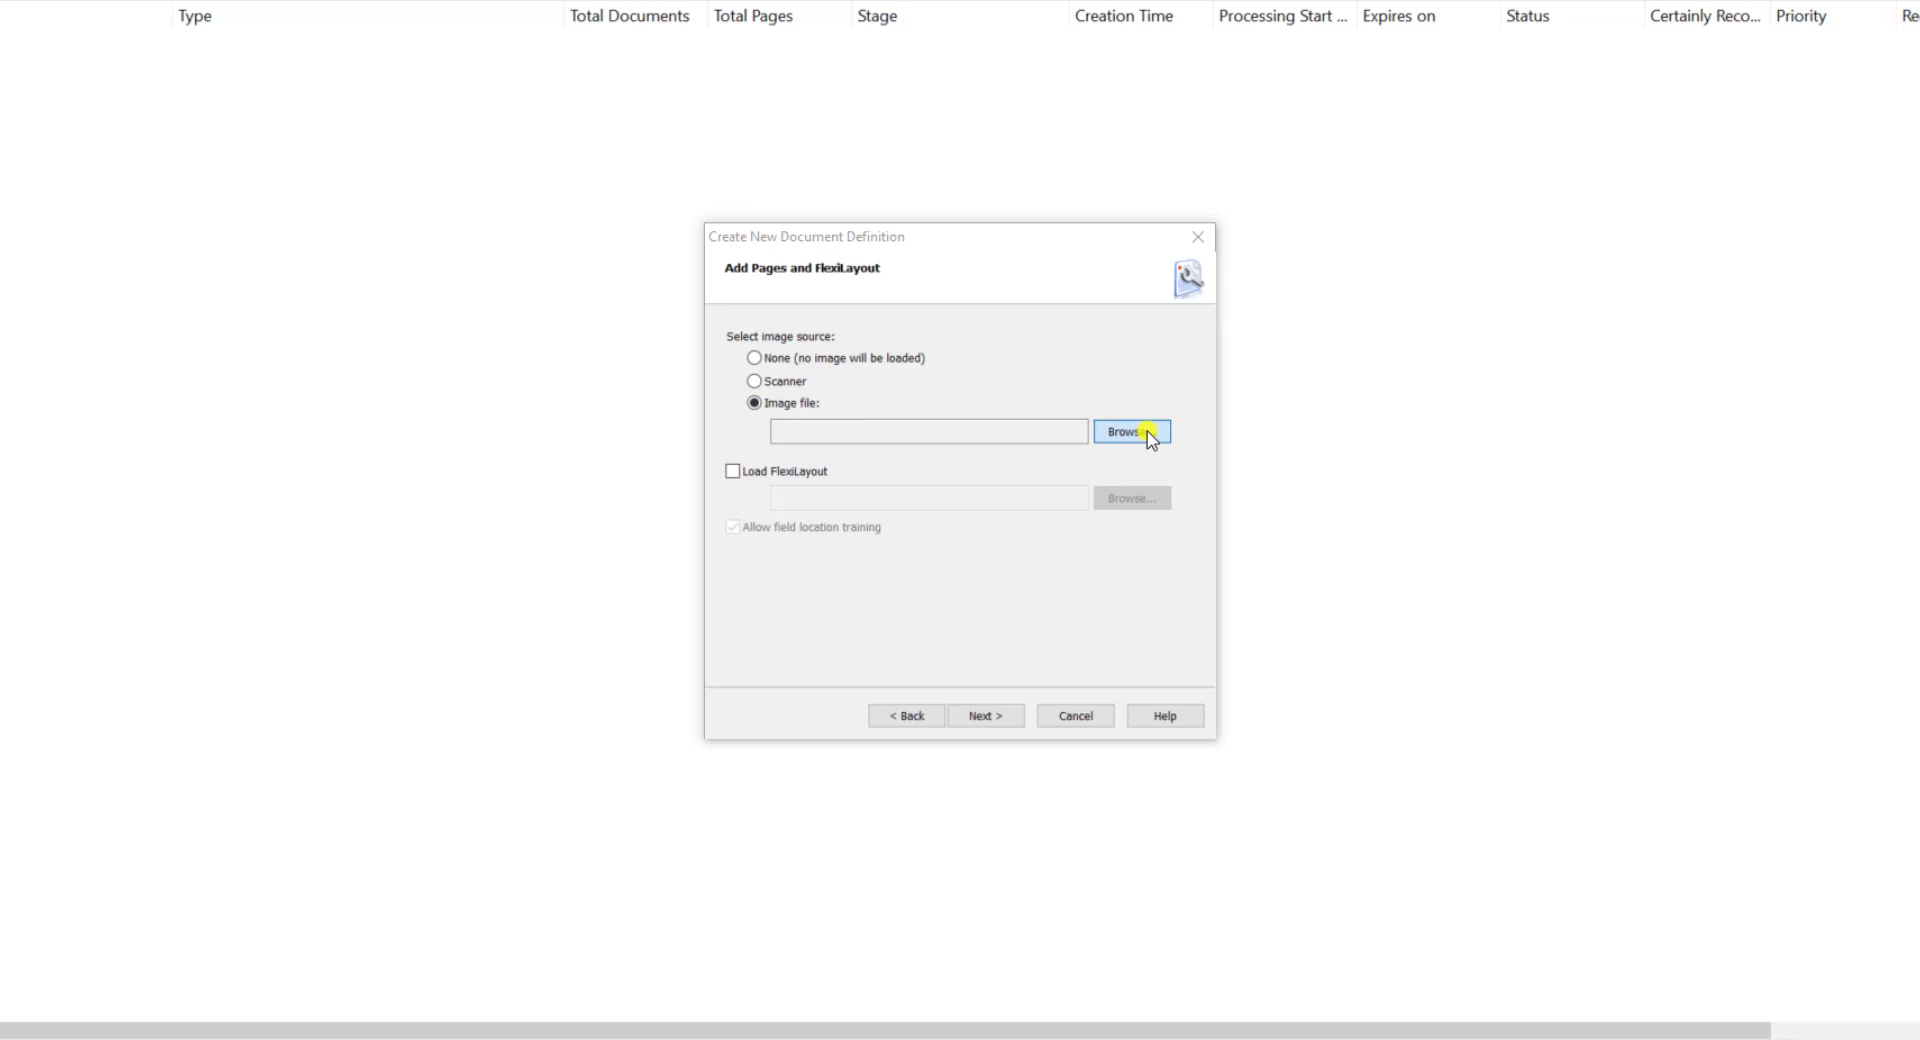 Type Total Documents Total Pages Stage Creation Time Processing Start ... Expires on Status Certainly Reco... Priority Re
Create New Document Definition
Add Pages and FlexiLayout
Select image source:
None (no image will be loaded)
Scanner
Image file:
Browse
Load FlexiLayout
Browse...
Allow field location training
< Back Next > Cancel Help